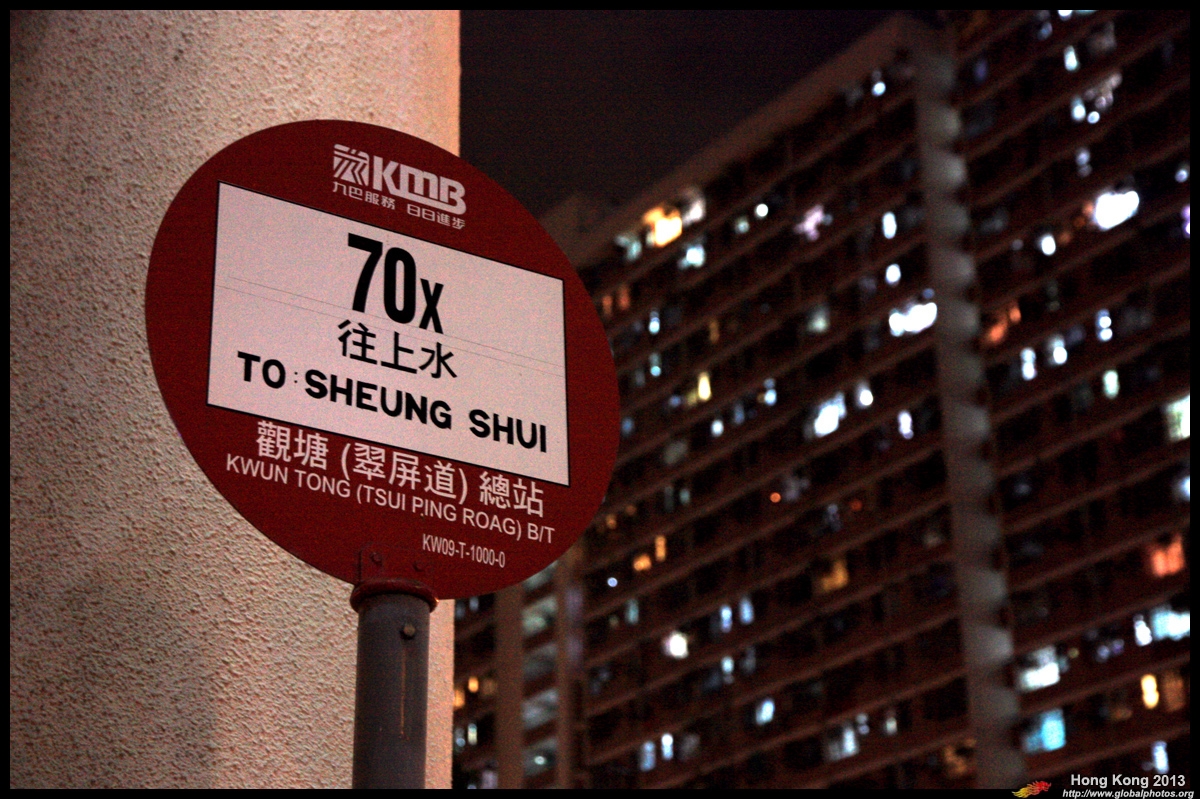 KMB
九巴服務 日日進步
70X
往上水
TO : SHEUNG SHUI
觀塘 (翠屏道) 總站
KWUN TONG (TSUI PING ROAG) B/T
KW09-T-1000-0
Hong Kong 2013
http://www.globalphotos.org